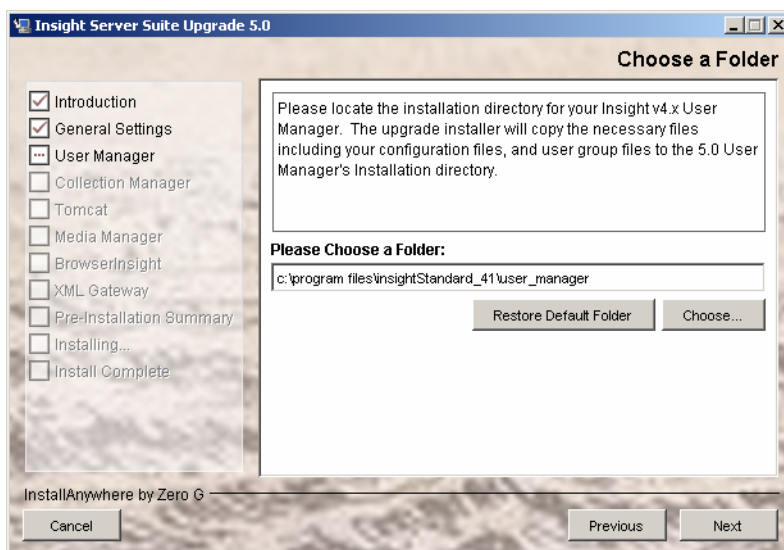 Insight Server Suite Upgrade 5.0
Choose a Folder
Introduction
General Settings
User Manager
Collection Manager
Tomcat
Media Manager
BrowserInsight
XML Gateway
Pre-Installation Summary
Installing...
Install Complete
Please locate the installation directory for your Insight v4.x User
Manager.  The upgrade installer will copy the necessary files
including your configuration files, and user group files to the 5.0 User
Manager's Installation directory.
Please Choose a Folder:
c:\program files\insightStandard_41\user_manager
Restore Default Folder
Choose...
InstallAnywhere by Zero G
Cancel
Previous
Next